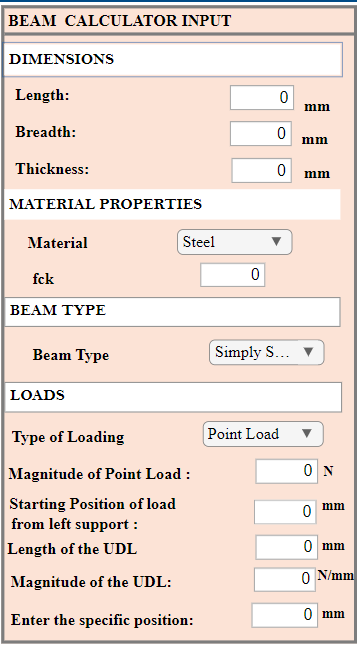 BEAM CALCULATOR INPUT
DIMENSIONS
Length: 0 mm
Breadth: 0 mm
Thickness: 0 mm
MATERIAL PROPERTIES
Material Steel ▼
fck 0
BEAM TYPE
Beam Type Simply S... ▼
LOADS
Type of Loading Point Load ▼
Magnitude of Point Load : 0 N
Starting Position of load
from left support : 0 mm
Length of the UDL 0 mm
Magnitude of the UDL: 0 N/mm
Enter the specific position: 0 mm